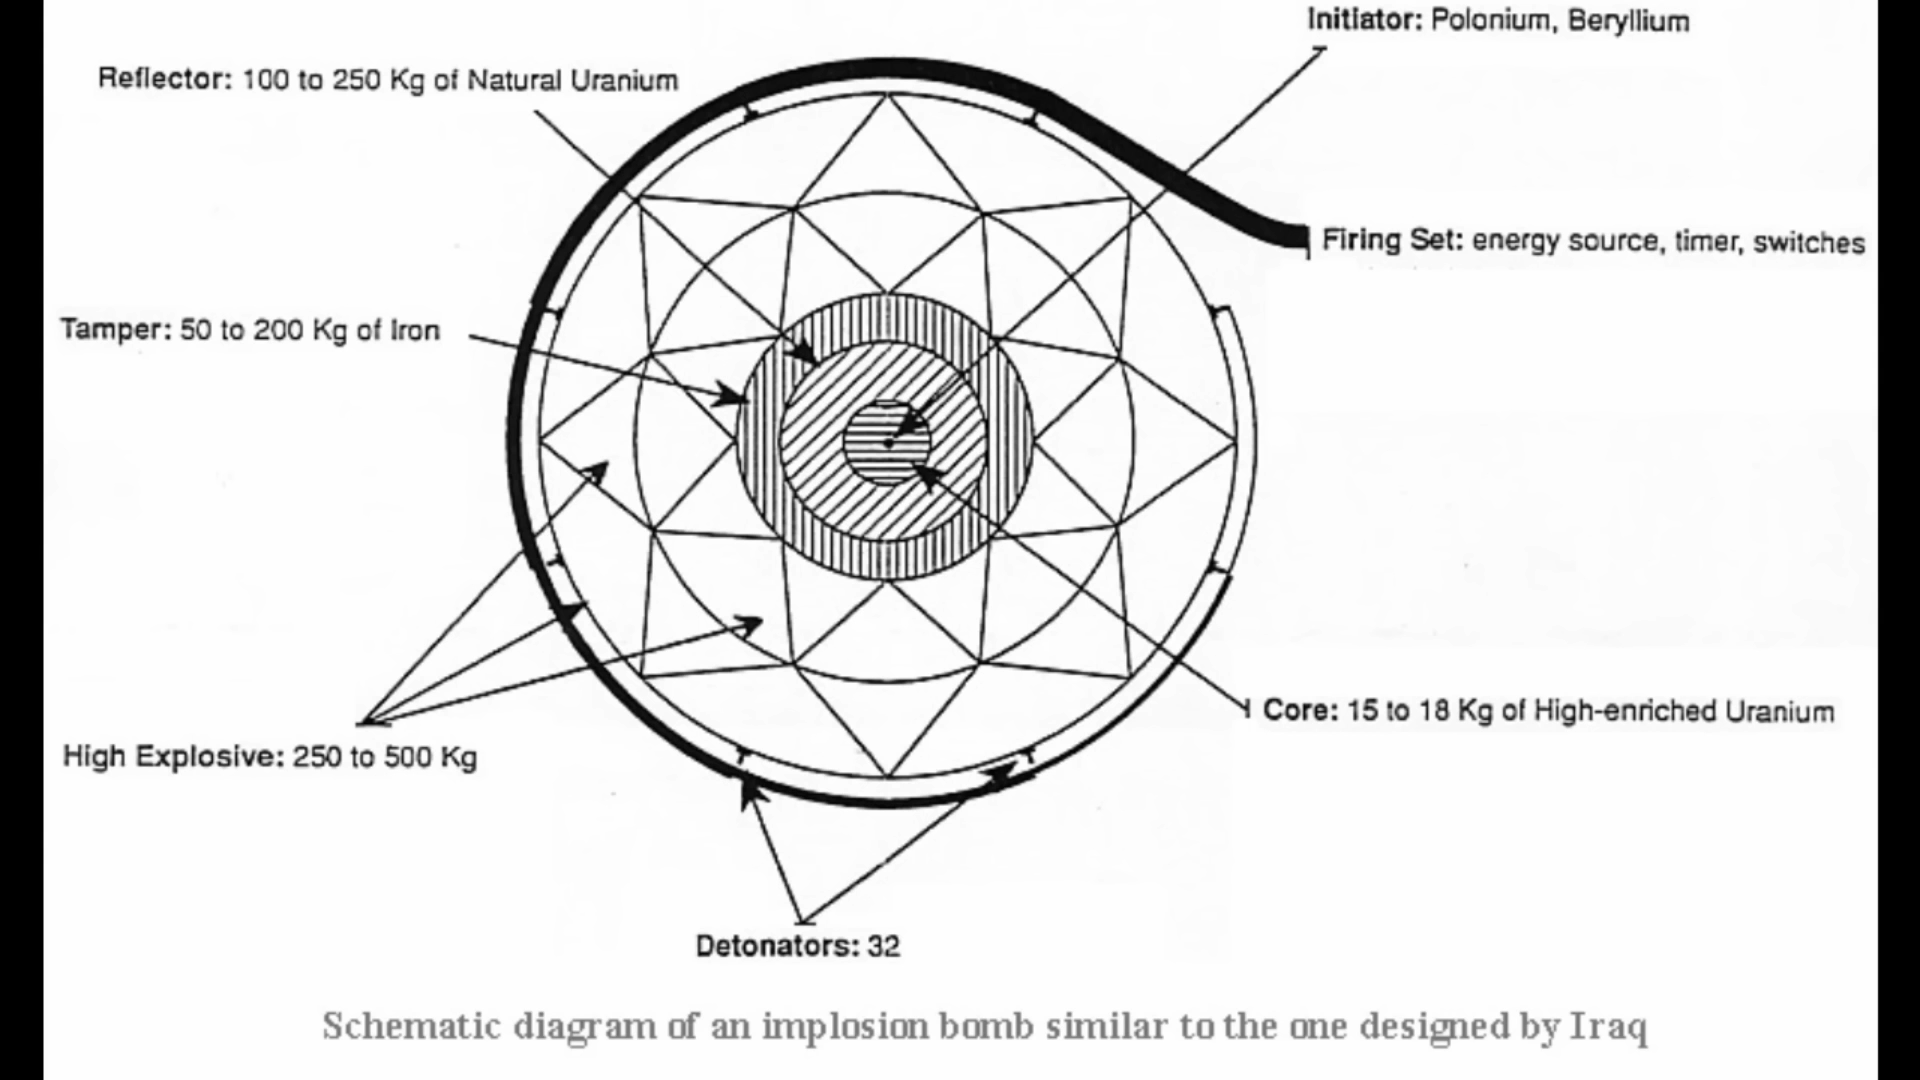 Initiator: Polonium, Beryllium
Reflector: 100 to 250 Kg of Natural Uranium
Firing Set: energy source, timer, switches
Tamper: 50 to 200 Kg of Iron
Core: 15 to 18 Kg of High-enriched Uranium
High Explosive: 250 to 500 Kg
Detonators: 32
Schematic diagram of an implosion bomb similar to the one designed by Iraq